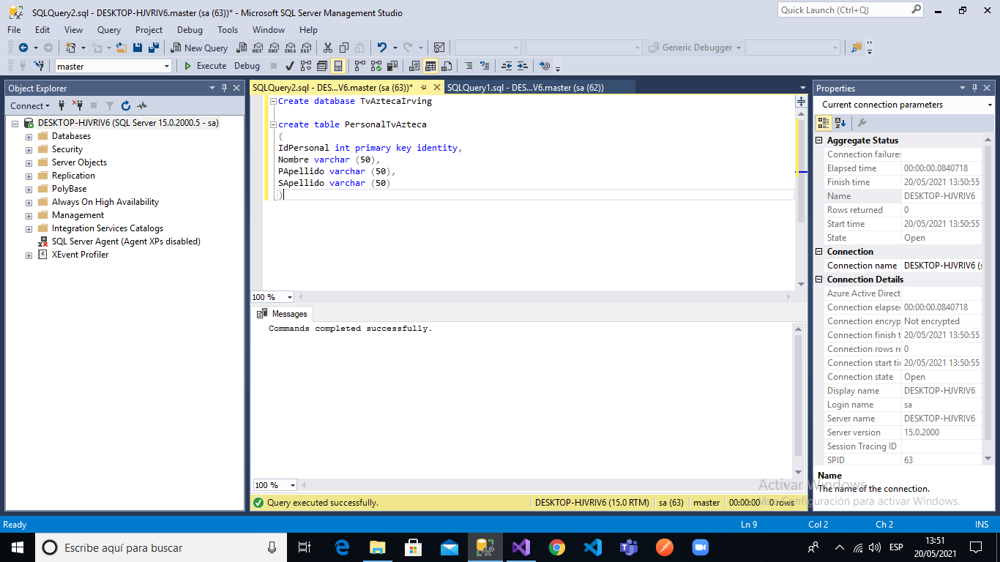 SQLQuery2.sql - DESKTOP-HJVRIV6.master (sa (63))* - Microsoft SQL Server Management Studio
Quick Launch (Ctrl+Q)
File Edit View Query Project Debug Tools Window Help
New Query MDX DMX XMLA DAX Generic Debugger
master Execute Debug
Object Explorer
Connect
DESKTOP-HJVRIV6 (SQL Server 15.0.2000.5 - sa)
Databases
Security
Server Objects
Replication
PolyBase
Always On High Availability
Management
Integration Services Catalogs
SQL Server Agent (Agent XPs disabled)
XEvent Profiler
SQLQuery2.sql - DES...V6.master (sa (63))* SQLQuery1.sql - DES...V6.master (sa (62))
Create database TvAztecaIrving
create table PersonalTvAzteca
(
IdPersonal int primary key identity,
Nombre varchar (50),
PApellido varchar (50),
SApellido varchar (50)
)
100 %
Messages
Commands completed successfully.
100 %
Query executed successfully. DESKTOP-HJVRIV6 (15.0 RTM) sa (63) master 00:00:00 0 rows
Properties
Current connection parameters
Aggregate Status
Connection failures
Elapsed time 00:00:00.0840718
Finish time 20/05/2021 13:50:55
Name DESKTOP-HJVRIV6
Rows returned 0
Start time 20/05/2021 13:50:55
State Open
Connection
Connection name DESKTOP-HJVRIV6 (s
Connection Details
Azure Active Direct
Connection elapse 00:00:00.0840718
Connection encryp Not encrypted
Connection finish t 20/05/2021 13:50:55
Connection rows re 0
Connection start ti 20/05/2021 13:50:55
Connection state Open
Display name DESKTOP-HJVRIV6
Login name sa
Server name DESKTOP-HJVRIV6
Server version 15.0.2000
Session Tracing ID
SPID 63
Name
The name of the connection.
Activar Windows
Ve a Configuración para activar Windows.
Ready Ln 9 Col 2 Ch 2 INS
Escribe aquí para buscar
ESP
13:51
20/05/2021